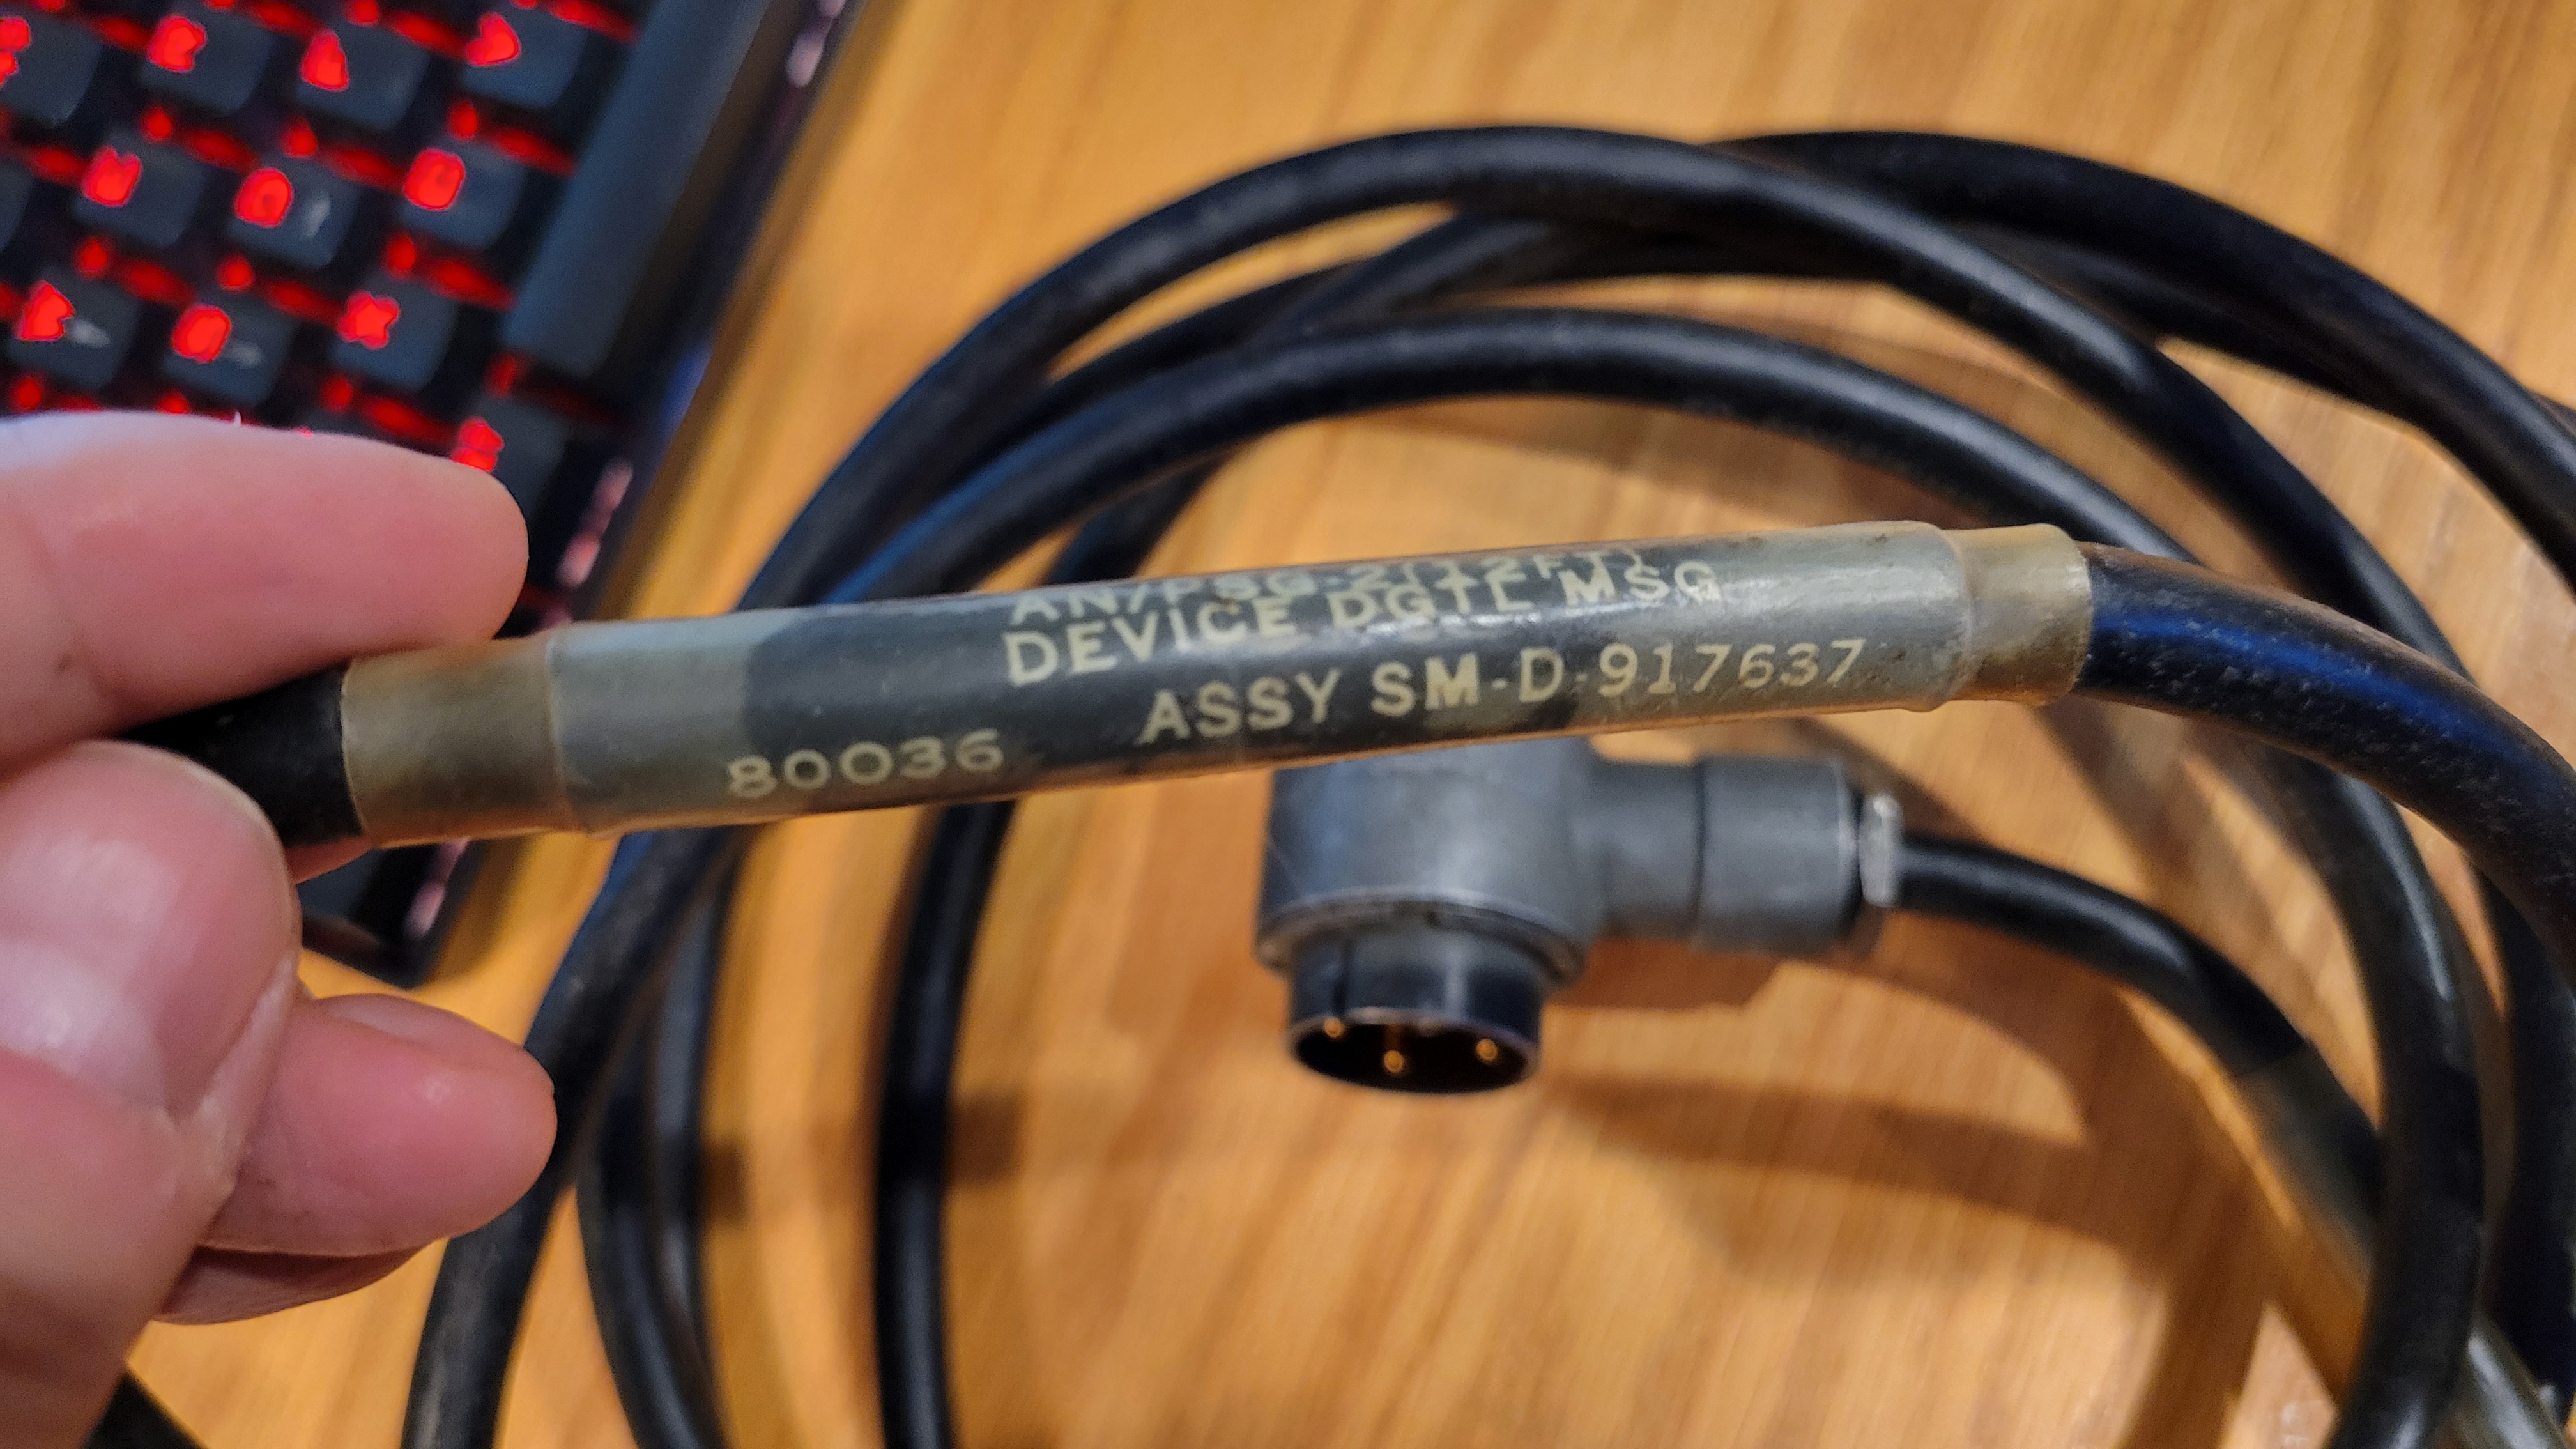 AN/PSG-2(12FT)
DEVICE DGTL MSG
ASSY SM-D-917637
80036